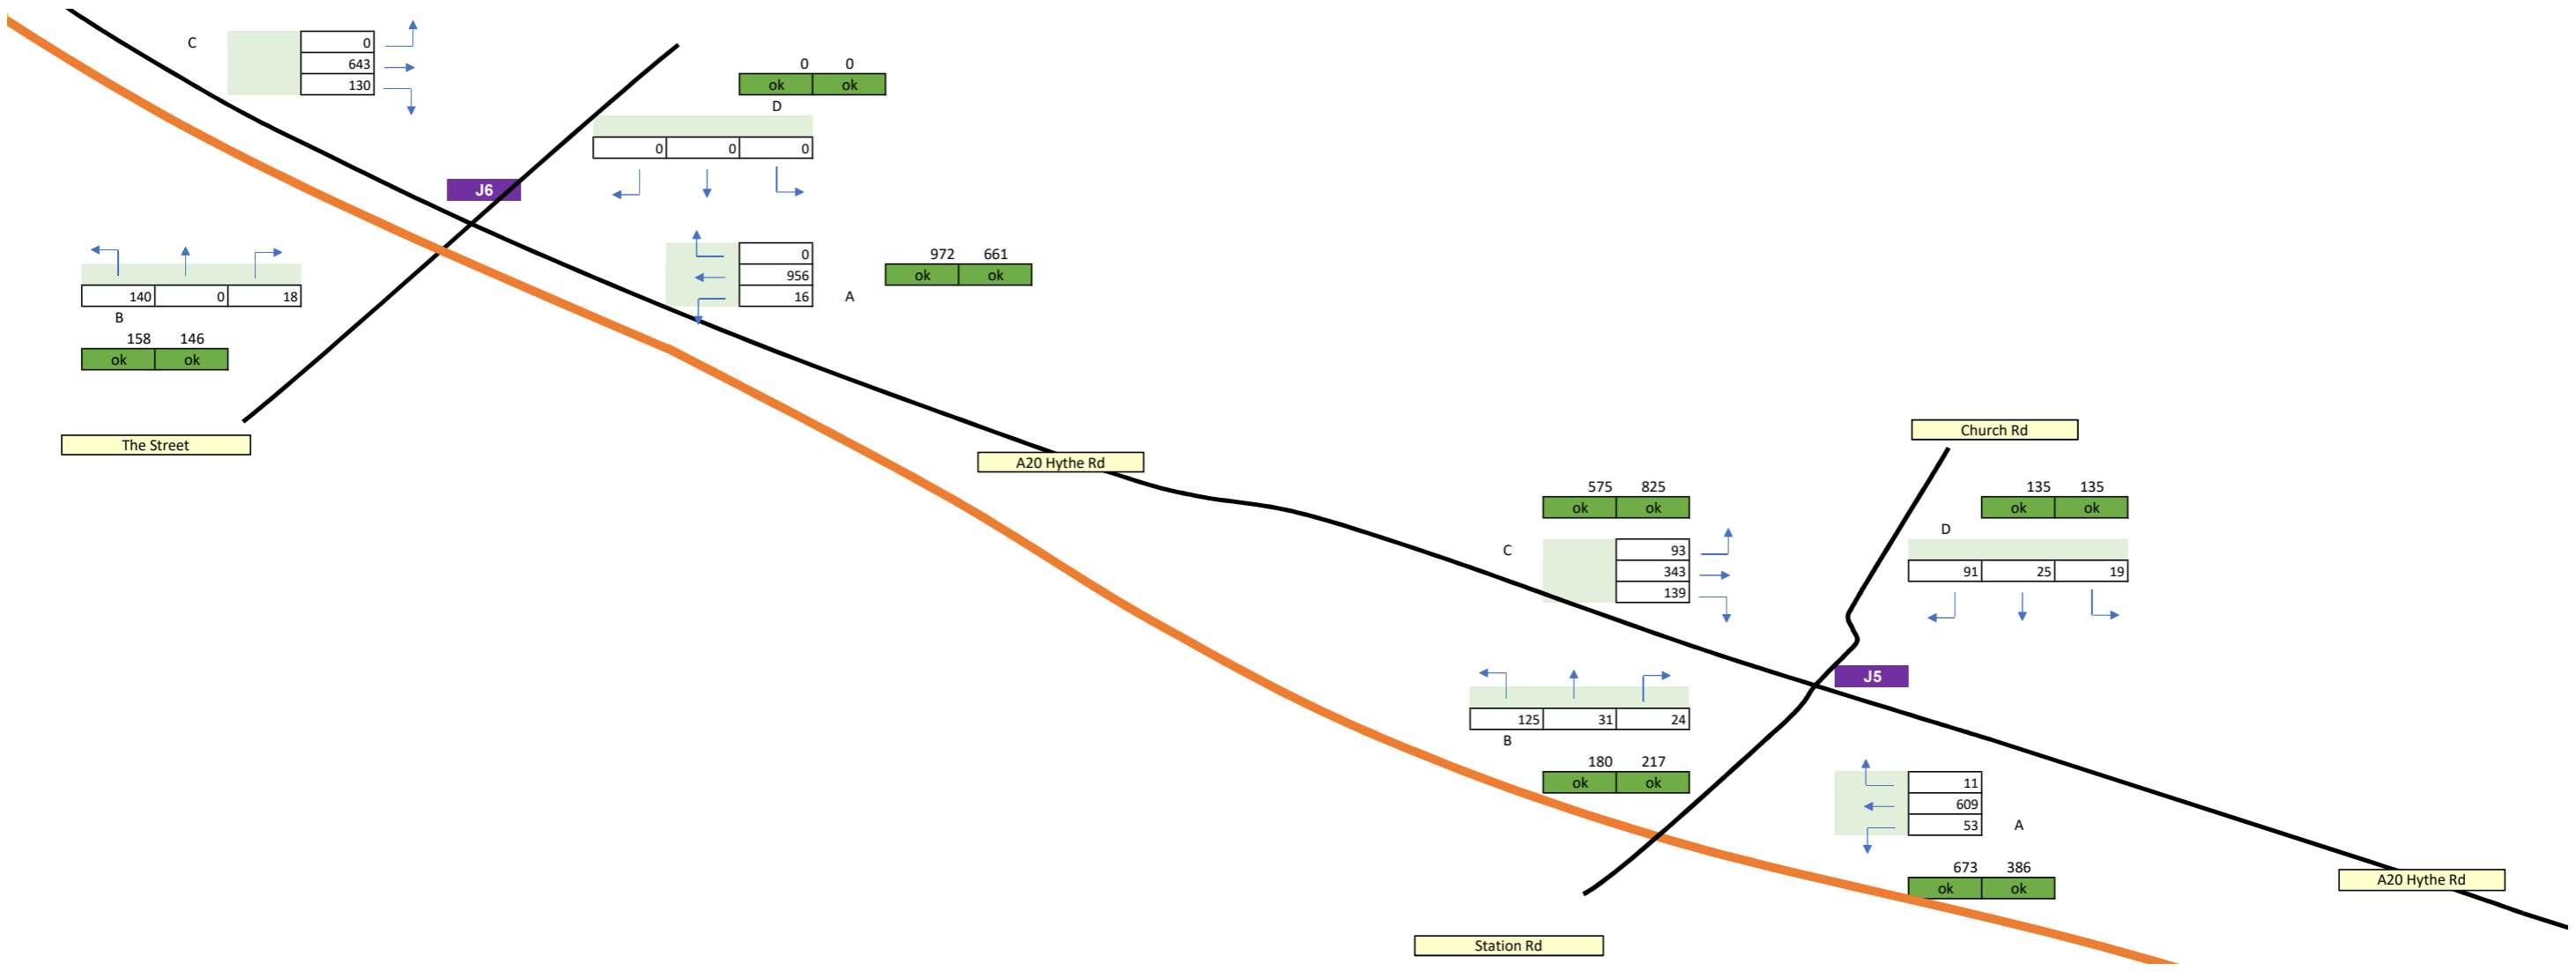 C
0
643
130
0 0
ok ok
D
0 0 0
J6
140 0 18
B
158 146
ok ok
0
956
16
A
972 661
ok ok
The Street
A20 Hythe Rd
Church Rd
575 825
ok ok
C
93
343
139
135 135
ok ok
D
91 25 19
J5
125 31 24
B
180 217
ok ok
11
609
53
A
673 386
ok ok
A20 Hythe Rd
Station Rd